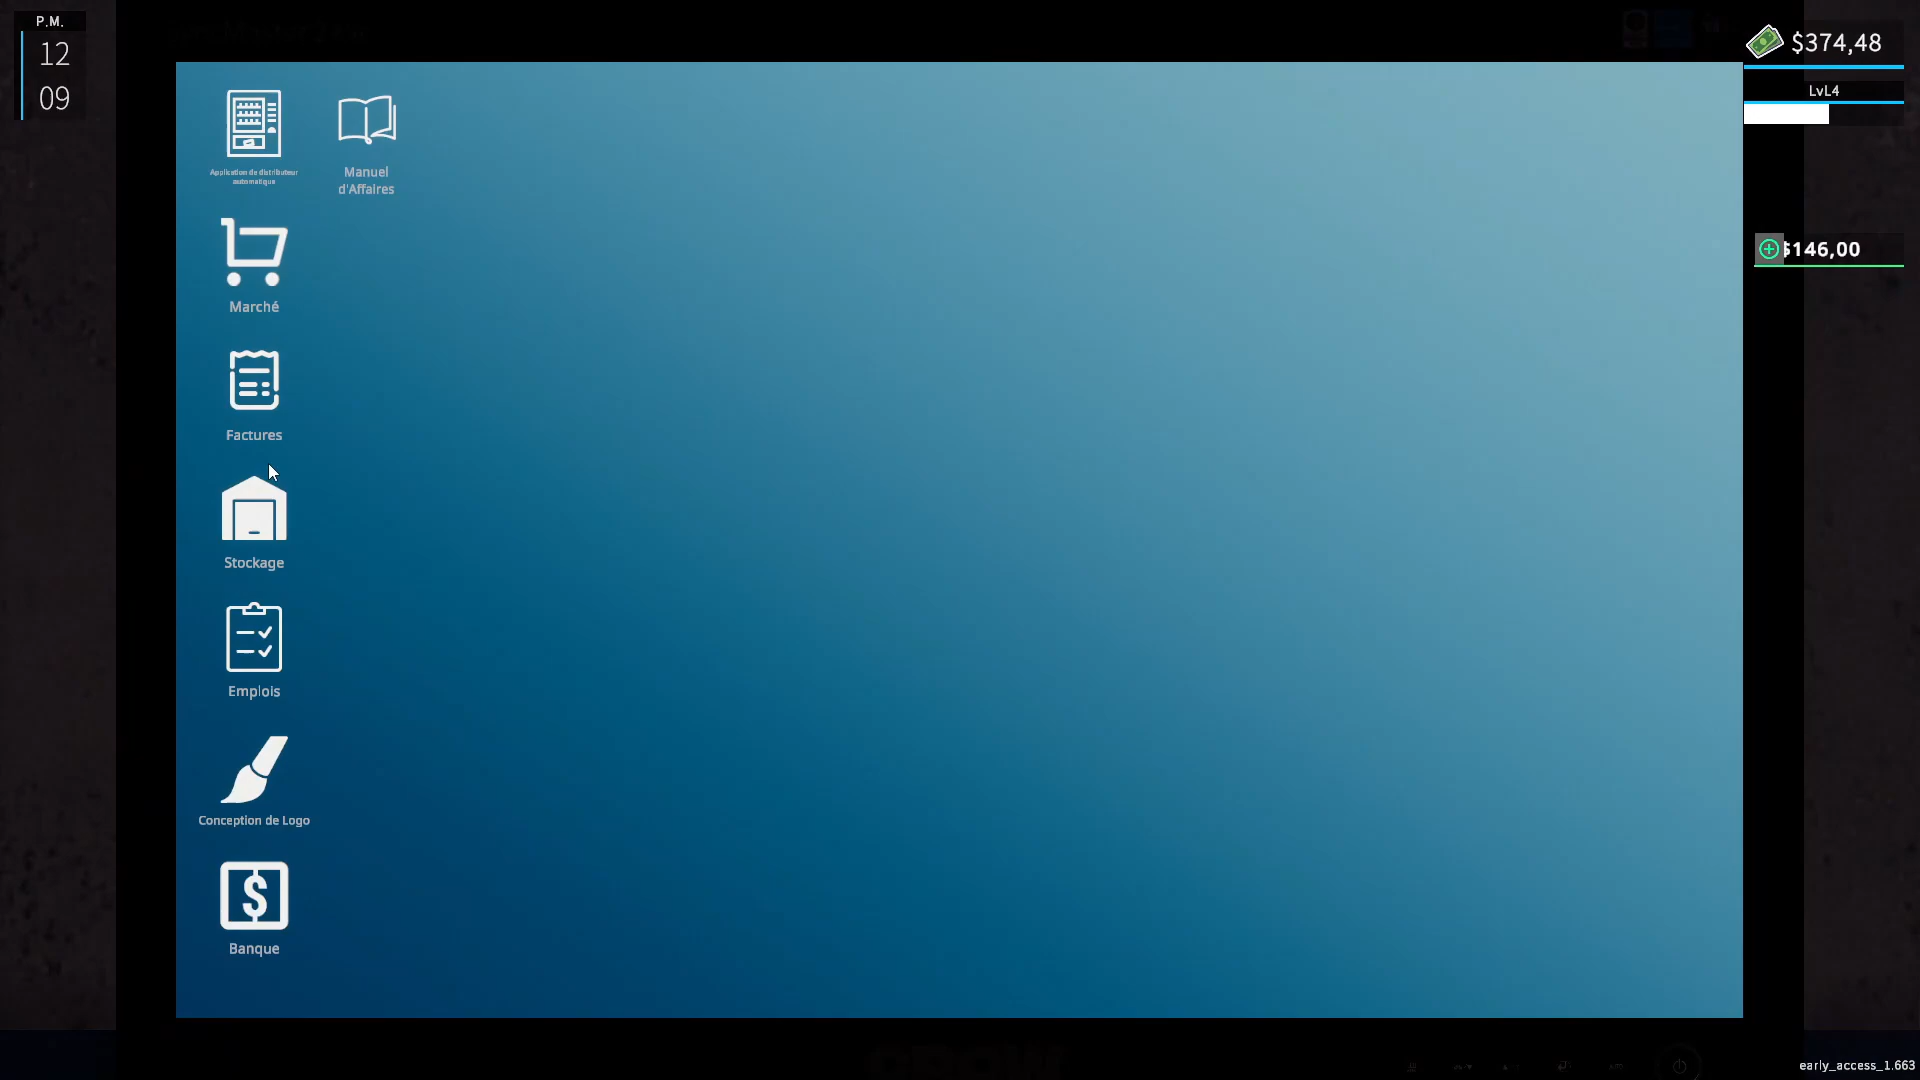 P.M.
12
09
$374,48
LvL4
$146,00
Application de distributeur
automatique
Manuel
d'Affaires
Marché
Factures
Stockage
Emplois
Conception de Logo
Banque
early_access_1.663